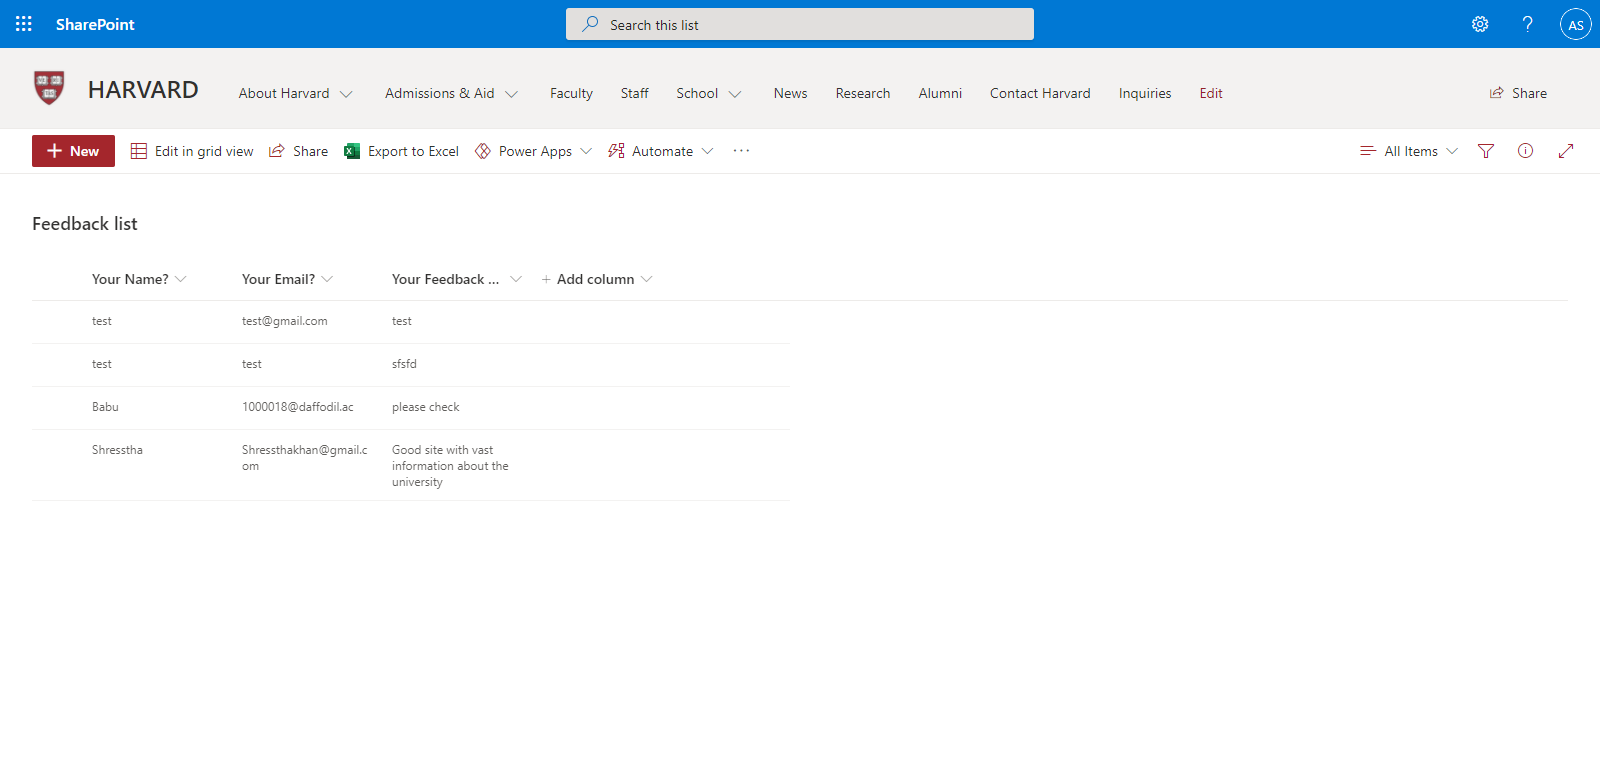 SharePoint
Search this list
AS
HARVARD
About Harvard
Admissions & Aid
Faculty
Staff
School
News
Research
Alumni
Contact Harvard
Inquiries
Edit
Share
New
Edit in grid view
Share
Export to Excel
Power Apps
Automate
...
All Items
Feedback list
Your Name?
Your Email?
Your Feedback ...
+ Add column
test
test@gmail.com
test
test
test
sfsfd
Babu
1000018@daffodil.ac
please check
Shresstha
Shressthakhan@gmail.c
om
Good site with vast
information about the
university